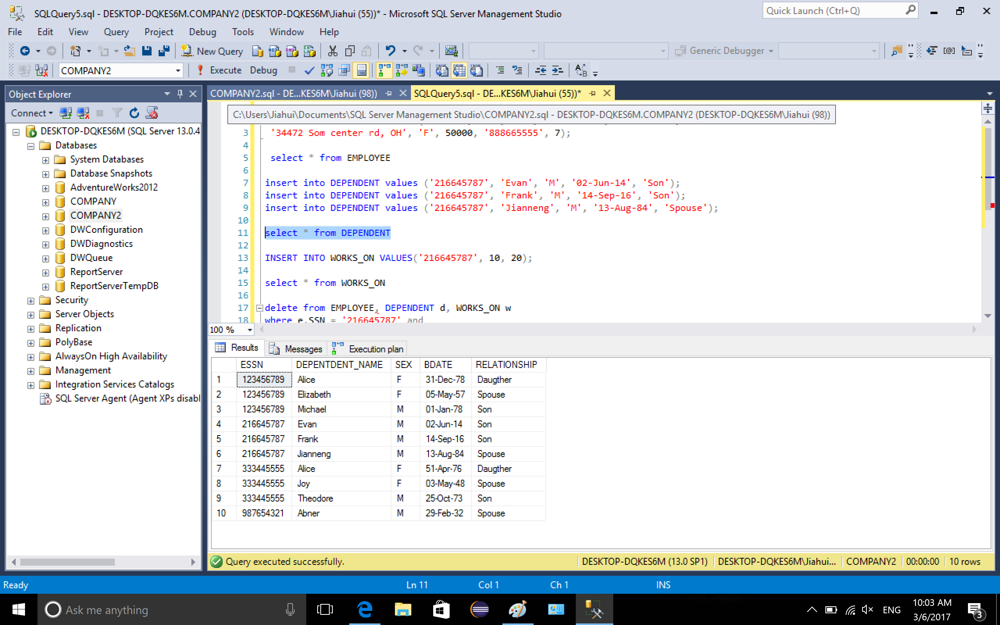 SQLQuery5.sql - DESKTOP-DQKES6M.COMPANY2 (DESKTOP-DQKES6M\Jiahui (55))* - Microsoft SQL Server Management Studio
Quick Launch (Ctrl+Q)
File Edit View Query Project Debug Tools Window Help
New Query
Generic Debugger
COMPANY2
Execute Debug
Object Explorer
Connect
DESKTOP-DQKES6M (SQL Server 13.0.4
Databases
System Databases
Database Snapshots
AdventureWorks2012
COMPANY
COMPANY2
DWConfiguration
DWDiagnostics
DWQueue
ReportServer
ReportServerTempDB
Security
Server Objects
Replication
PolyBase
AlwaysOn High Availability
Management
Integration Services Catalogs
SQL Server Agent (Agent XPs disabl
COMPANY2.sql - DE...KES6M\Jiahui (98)) SQLQuery5.sql - DE...KES6M\Jiahui (55))*
C:\Users\Jiahui\Documents\SQL Server Management Studio\COMPANY2.sql - DESKTOP-DQKES6M.COMPANY2 (DESKTOP-DQKES6M\Jiahui (98))
3 '34472 Som center rd, OH', 'F', 50000, '888665555', 7);
4
5 select * from EMPLOYEE
6
7 insert into DEPENDENT values ('216645787', 'Evan', 'M', '02-Jun-14', 'Son');
8 insert into DEPENDENT values ('216645787', 'Frank', 'M', '14-Sep-16', 'Son');
9 insert into DEPENDENT values ('216645787', 'Jianneng', 'M', '13-Aug-84', 'Spouse');
10
11 select * from DEPENDENT
12
13 INSERT INTO WORKS_ON VALUES('216645787', 10, 20);
14
15 select * from WORKS_ON
16
17 delete from EMPLOYEE, DEPENDENT d, WORKS_ON w
18 where e.SSN = '216645787' and
100 %
Results Messages Execution plan
ESSN DEPENTDENT_NAME SEX BDATE RELATIONSHIP
1 123456789 Alice F 31-Dec-78 Daugther
2 123456789 Elizabeth F 05-May-57 Spouse
3 123456789 Michael M 01-Jan-78 Son
4 216645787 Evan M 02-Jun-14 Son
5 216645787 Frank M 14-Sep-16 Son
6 216645787 Jianneng M 13-Aug-84 Spouse
7 333445555 Alice F 51-Apr-76 Daugther
8 333445555 Joy F 03-May-48 Spouse
9 333445555 Theodore M 25-Oct-73 Son
10 987654321 Abner M 29-Feb-32 Spouse
Query executed successfully. DESKTOP-DQKES6M (13.0 SP1) DESKTOP-DQKES6M\Jiahui... COMPANY2 00:00:00 10 rows
Ready Ln 11 Col 1 Ch 1 INS
Ask me anything
ENG
10:03 AM
3/6/2017
3